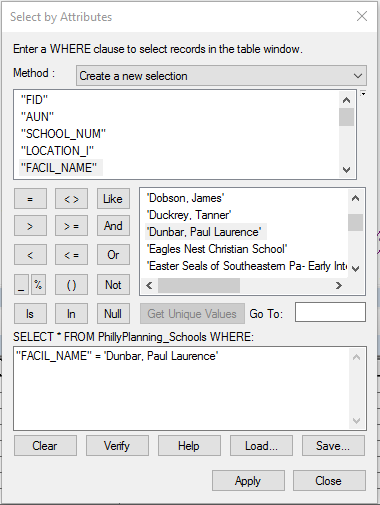 Select by Attributes
Enter a WHERE clause to select records in the table window.
Method : Create a new selection
"FID"
"AUN"
"SCHOOL_NUM"
"LOCATION_I"
"FACIL_NAME"
= < > Like
> > = And
< < = Or
_ % ( ) Not
Is In Null
'Dobson, James'
'Duckrey, Tanner'
'Dunbar, Paul Laurence'
'Eagles Nest Christian School'
'Easter Seals of Southeastern Pa- Early Inte
Get Unique Values Go To:
SELECT * FROM PhillyPlanning_Schools WHERE:
"FACIL_NAME" = 'Dunbar, Paul Laurence'
Clear Verify Help Load... Save...
Apply Close